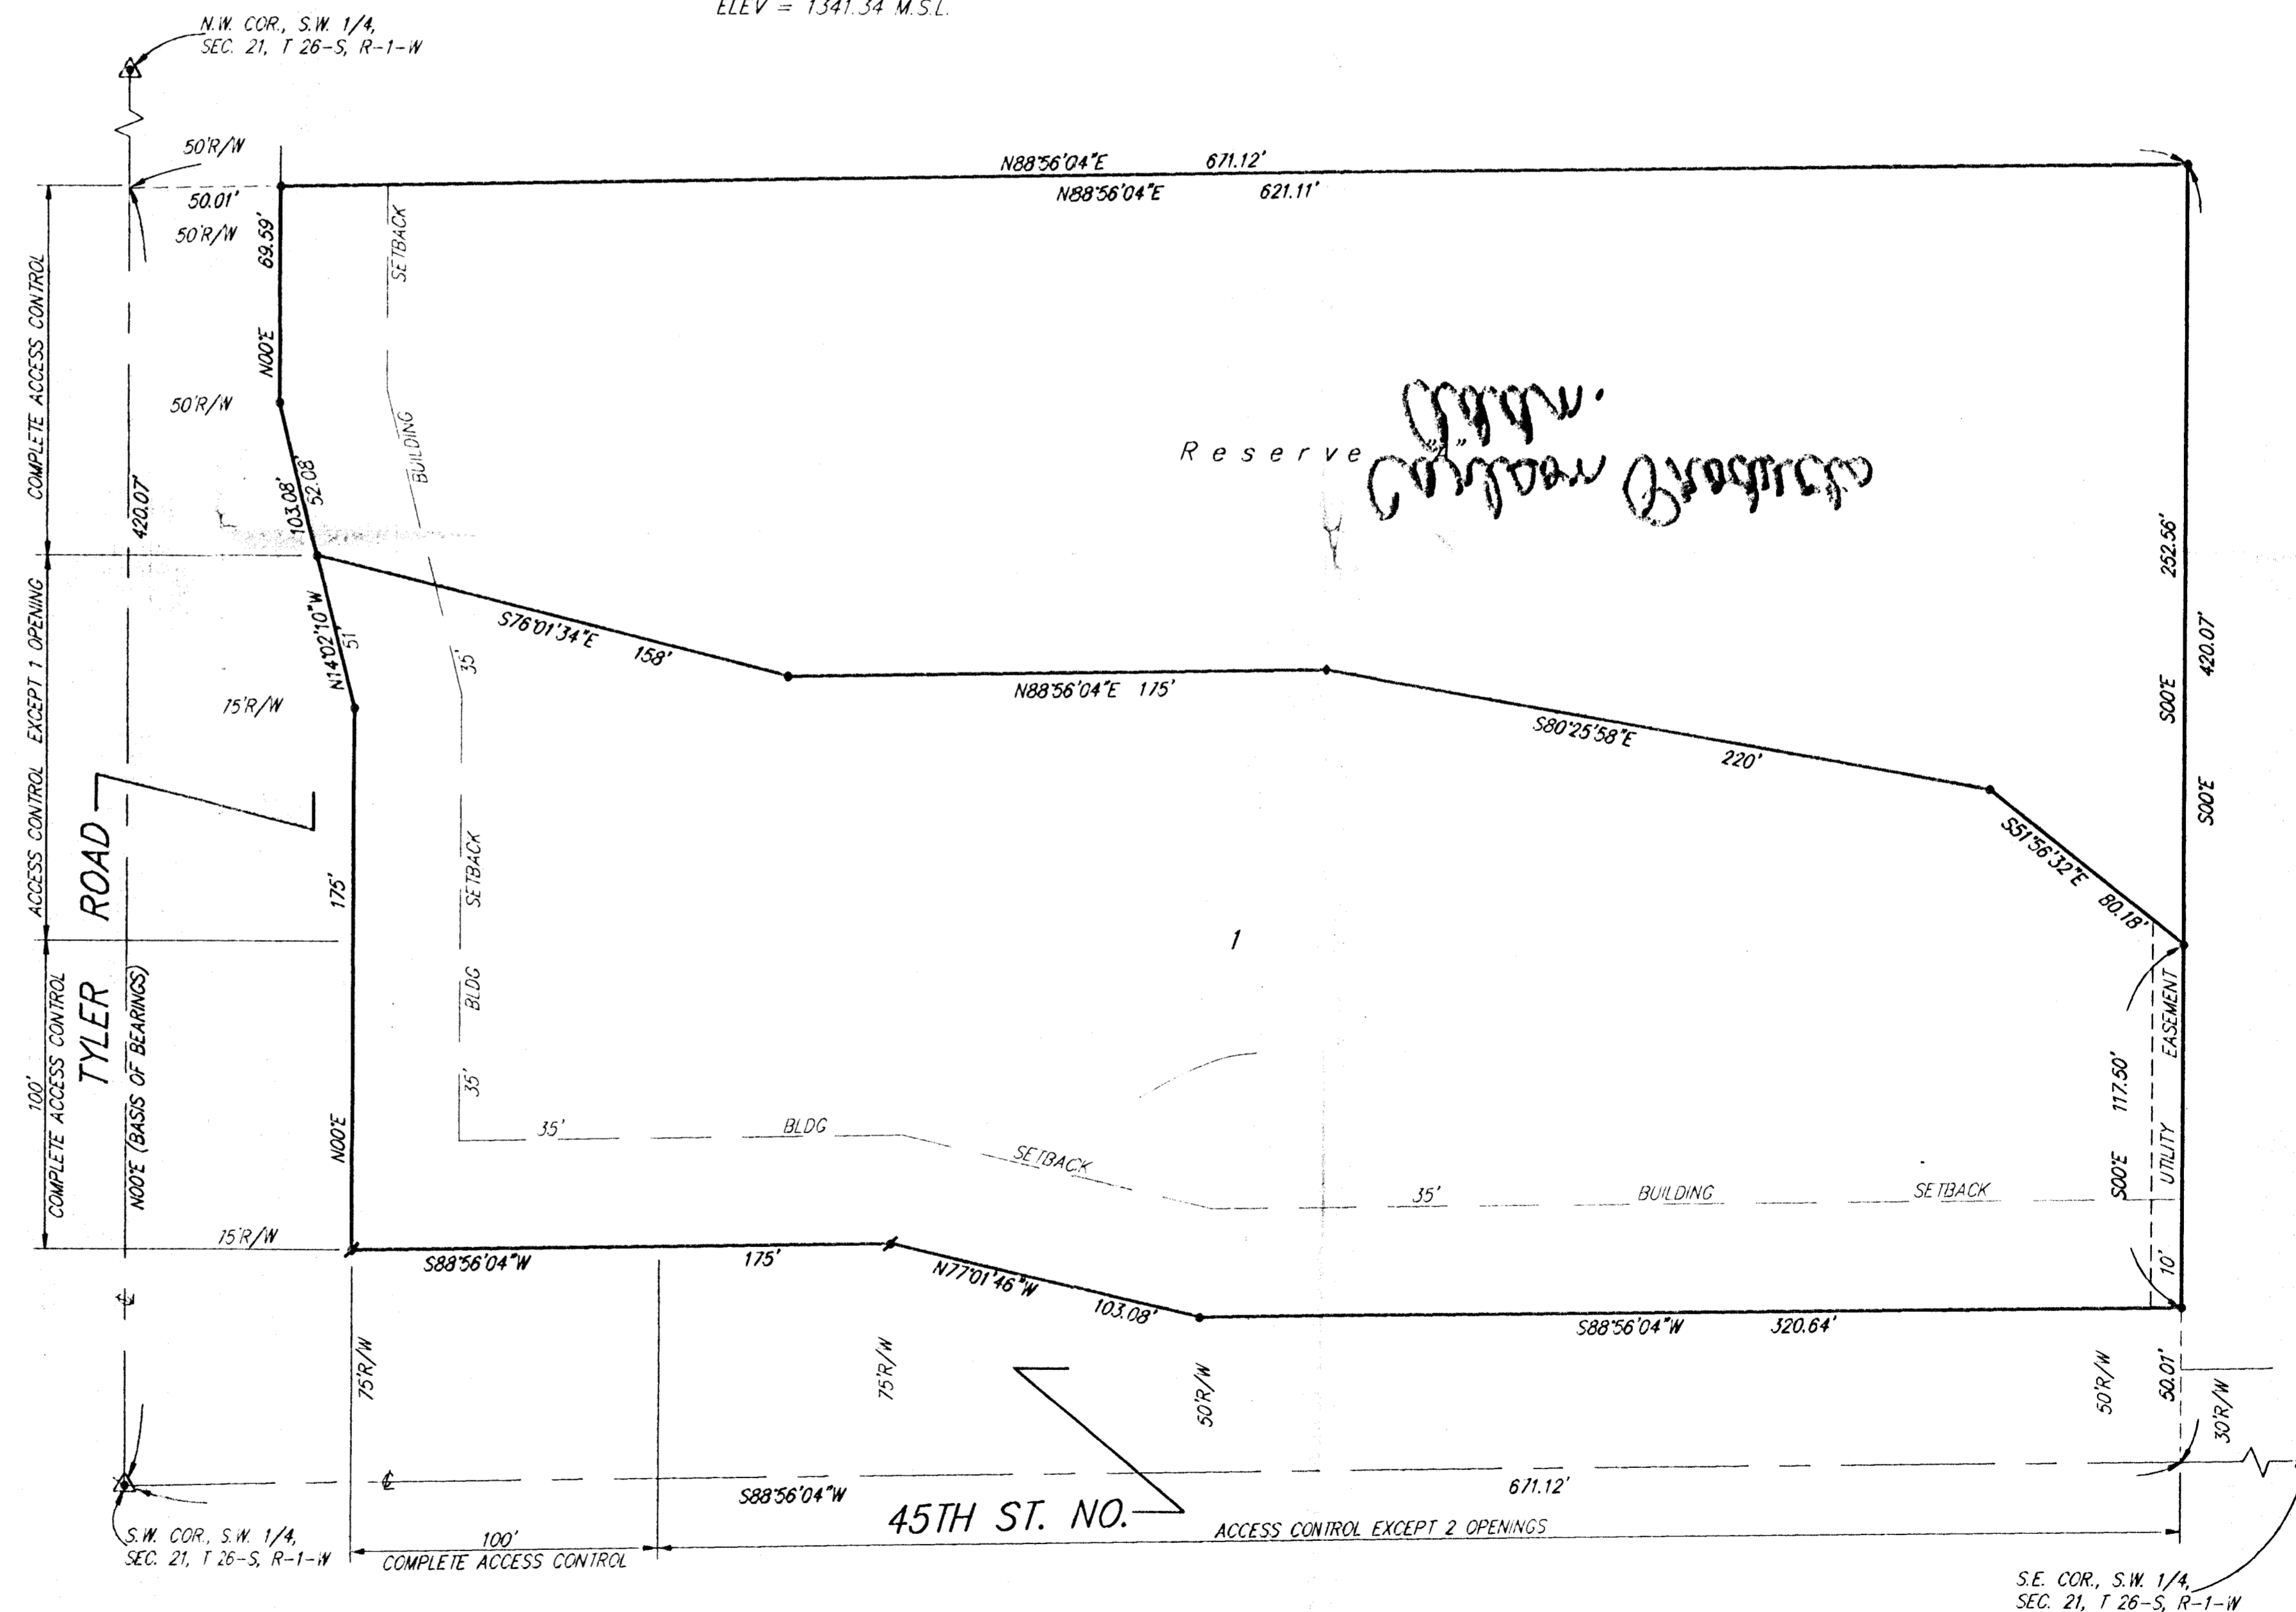 ELEV = 1341.34 M.S.L.
N.W. COR., S.W. 1/4,
SEC. 21, T 26-S, R-1-W
50'R/W
N88°56'04"E 671.12'
50.01'
N88°56'04"E 621.11'
50'R/W
69.59'
N00°E
SETBACK
COMPLETE ACCESS CONTROL
50'R/W
BUILDING
Reserve "A"
420.07'
103.08'
52.08'
252.56'
S00°E
420.07'
S00°E
ACCESS CONTROL EXCEPT 1 OPENING
N14°02'10"W
51'
S76°01'34"E 158'
35'
N88°56'04"E 175'
75'R/W
S80°25'58"E 220'
S51°56'32"E 80.18'
TYLER ROAD
175'
N00°E
SETBACK
BLDG
35'
1
100'
COMPLETE ACCESS CONTROL
N00°E (BASIS OF BEARINGS)
117.50'
S00°E
UTILITY EASEMENT
10'
35' BLDG SETBACK
35' BUILDING SETBACK
75'R/W
S88°56'04"W 175'
N77°01'46"W 103.08'
S88°56'04"W 320.64'
75'R/W
75'R/W
50'R/W
50'R/W
50.01'
30'R/W
S88°56'04"W
671.12'
45TH ST. NO.
ACCESS CONTROL EXCEPT 2 OPENINGS
100'
COMPLETE ACCESS CONTROL
S.W. COR., S.W. 1/4,
SEC. 21, T 26-S, R-1-W
S.E. COR., S.W. 1/4,
SEC. 21, T 26-S, R-1-W